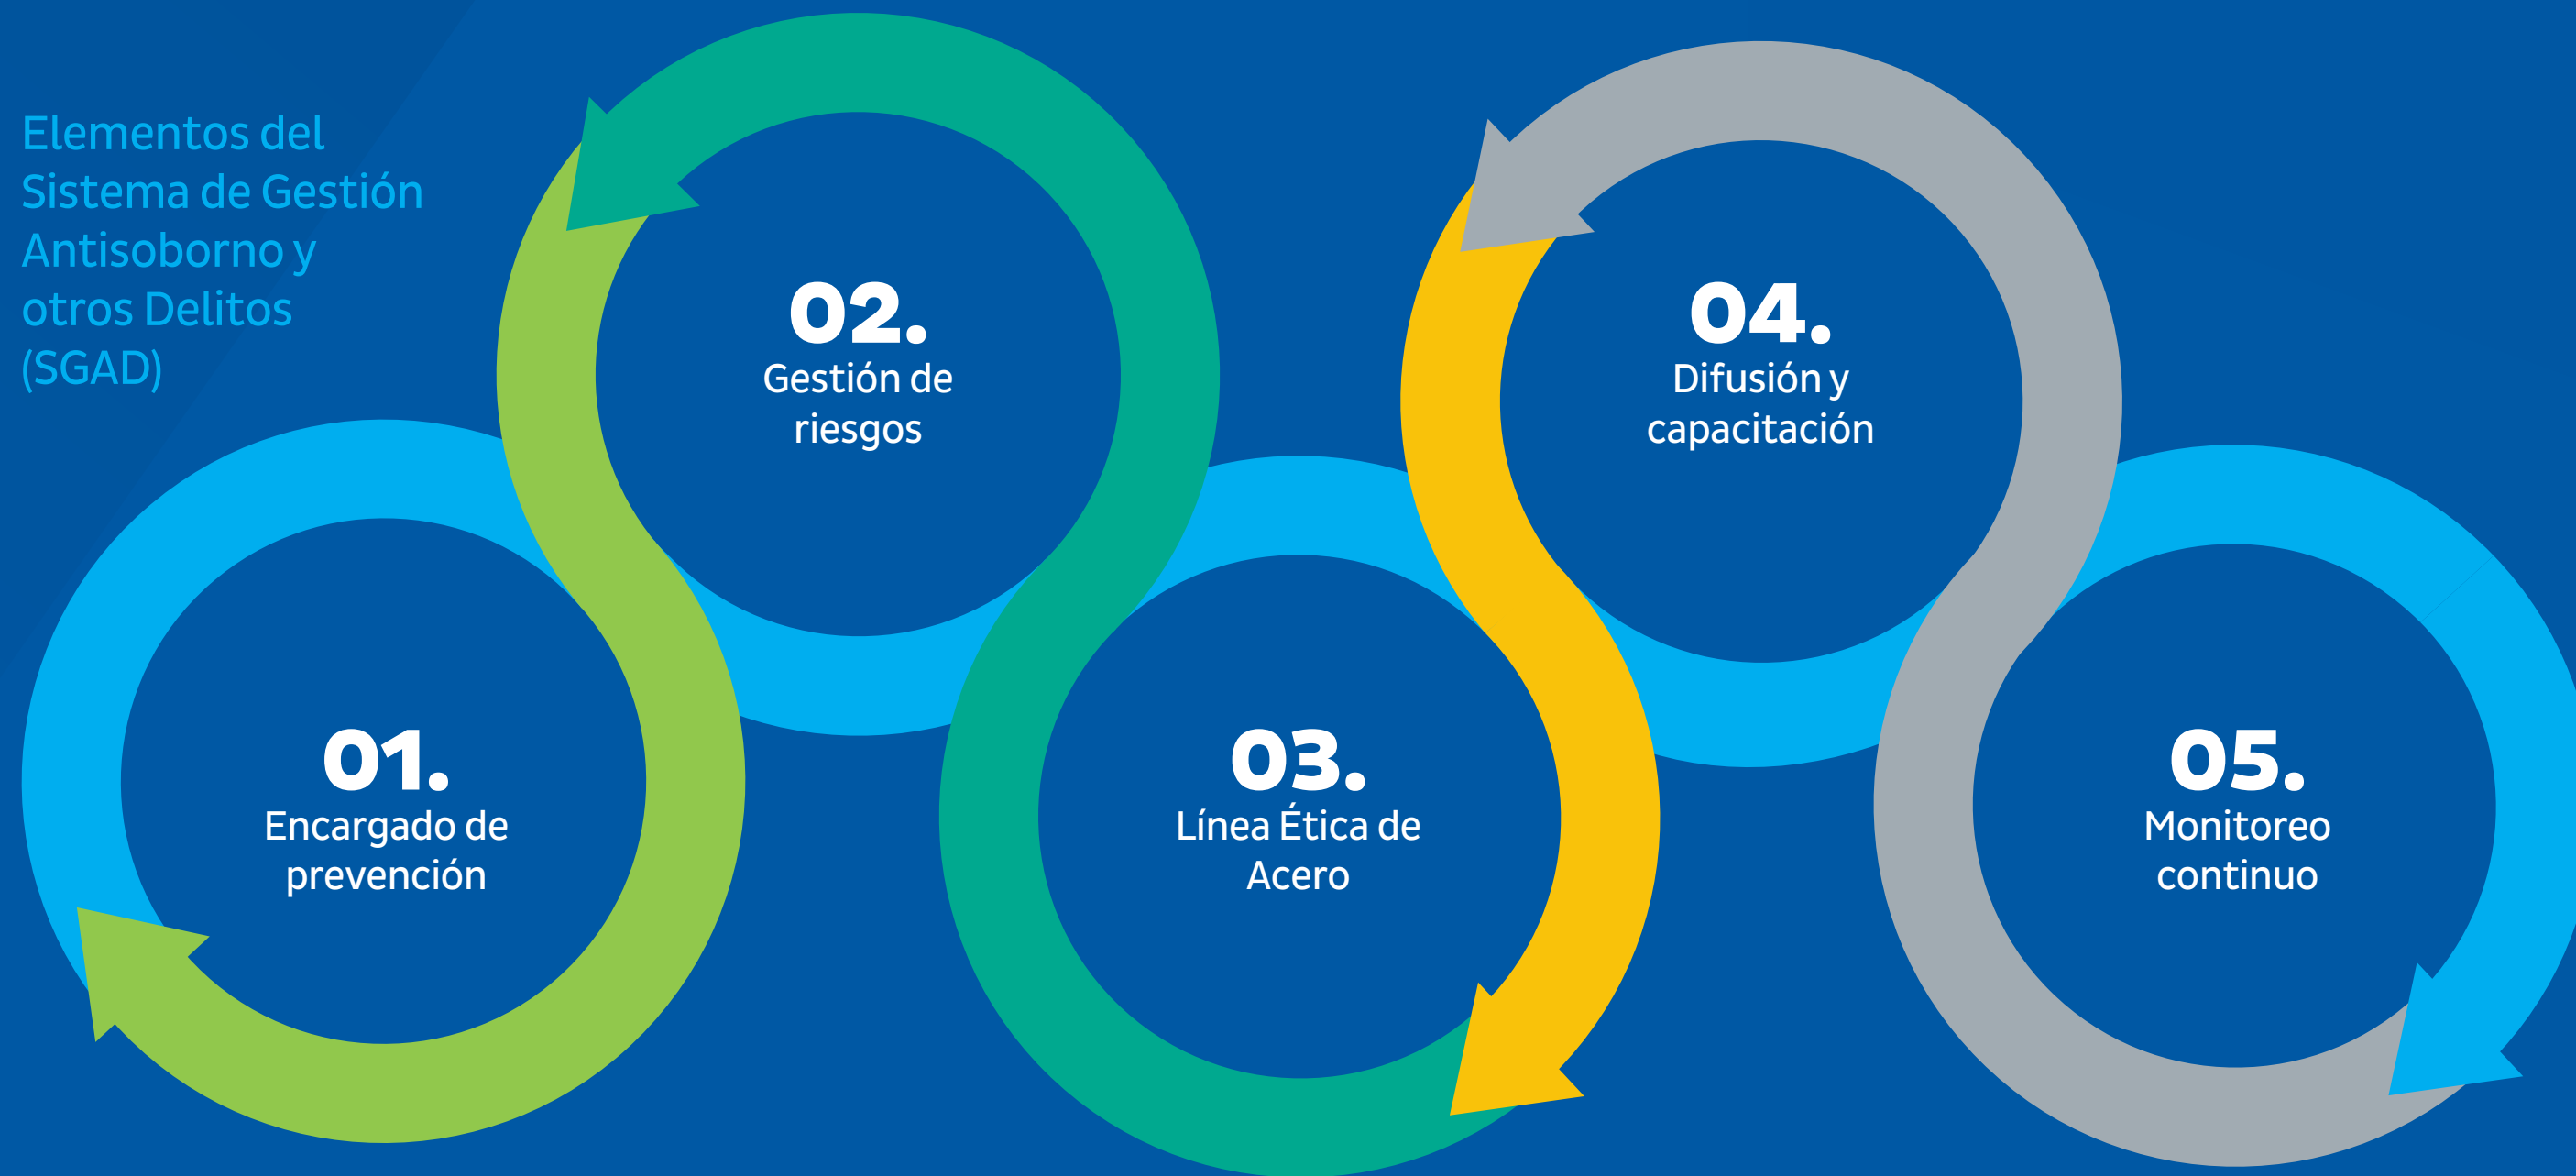 Elementos del
Sistema de Gestión
Antisoborno y
otros Delitos
(SGAD)
01.
Encargado de
prevención
02.
Gestión de
riesgos
03.
Línea Ética de
Acero
04.
Difusión y
capacitación
05.
Monitoreo
continuo